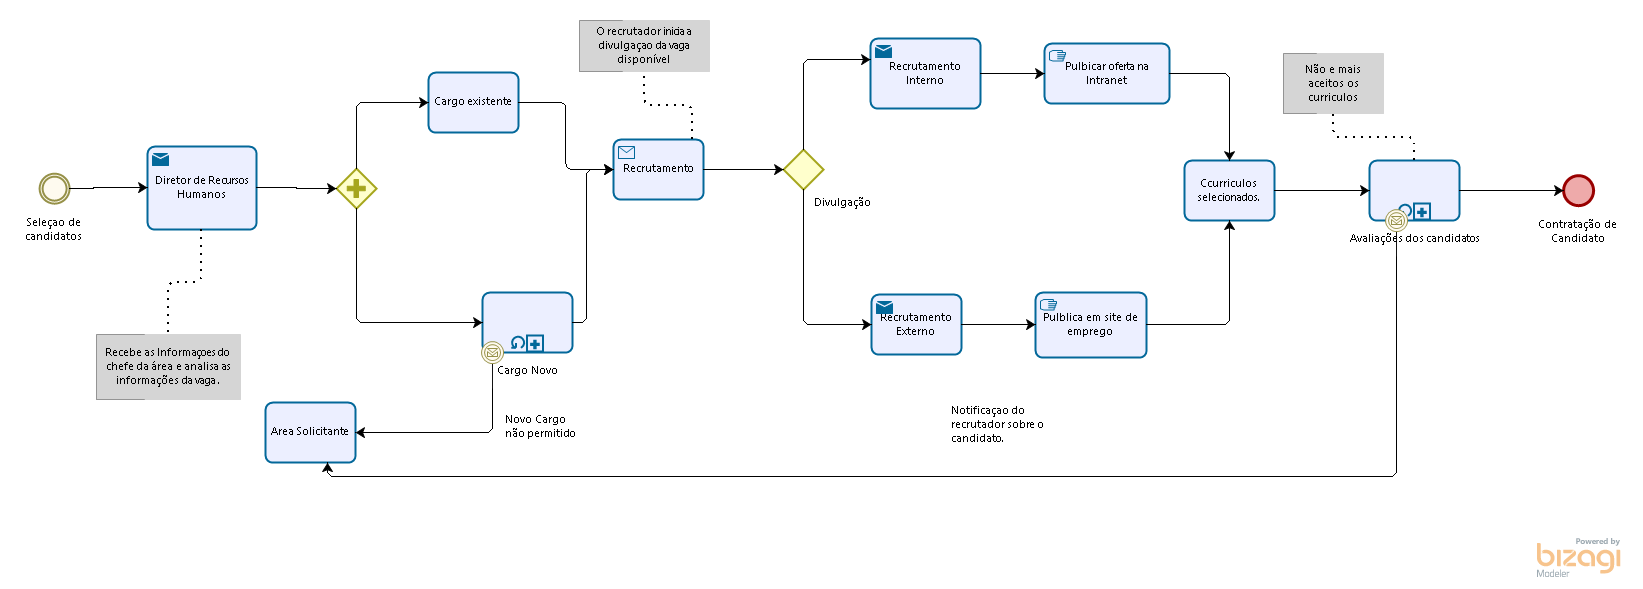 O recrutador inicia a
divulgaçao da vaga
disponível
Recrutamento
Interno
Pulbicar oferta na
Intranet
Não e mais
aceitos os
curriculos
Cargo existente
Diretor de Recursos
Humanos
Recrutamento
Divulgação
Ccurriculos
selecionados.
Seleçao de
candidatos
Avaliações dos candidatos
Contratação de
Candidato
Recebe as Informaçoes do
chefe da área e analisa as
informações da vaga.
Cargo Novo
Recrutamento
Externo
Pulblica em site de
emprego
Area Solicitante
Novo Cargo
não permitido
Notificaçao do
recrutador sobre o
candidato.
Powered by
bizagi
Modeler